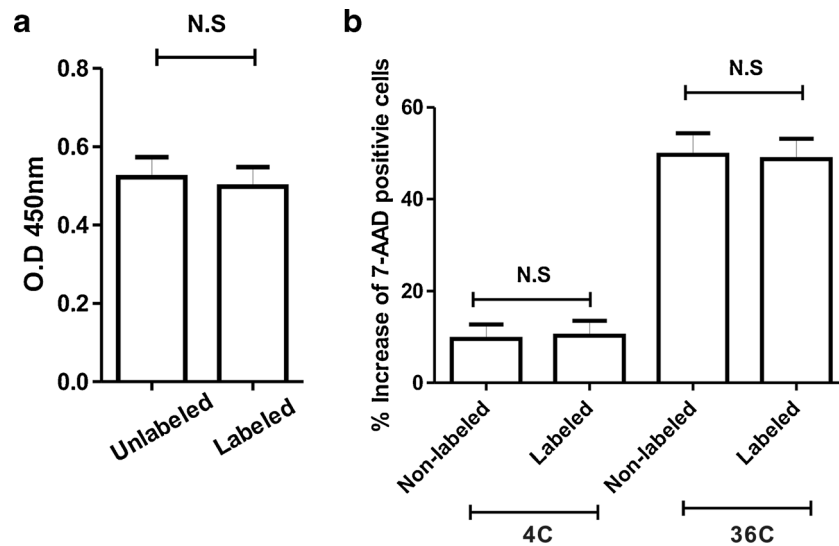 a
N.S
0.8
0.6
0.4
0.2
0.0
O.D 450nm
Unlabeled
Labeled
b
N.S
N.S
60
40
20
0
% Increase of 7-AAD positivie cells
Non-labeled
Labeled
Non-labeled
Labeled
4C
36C